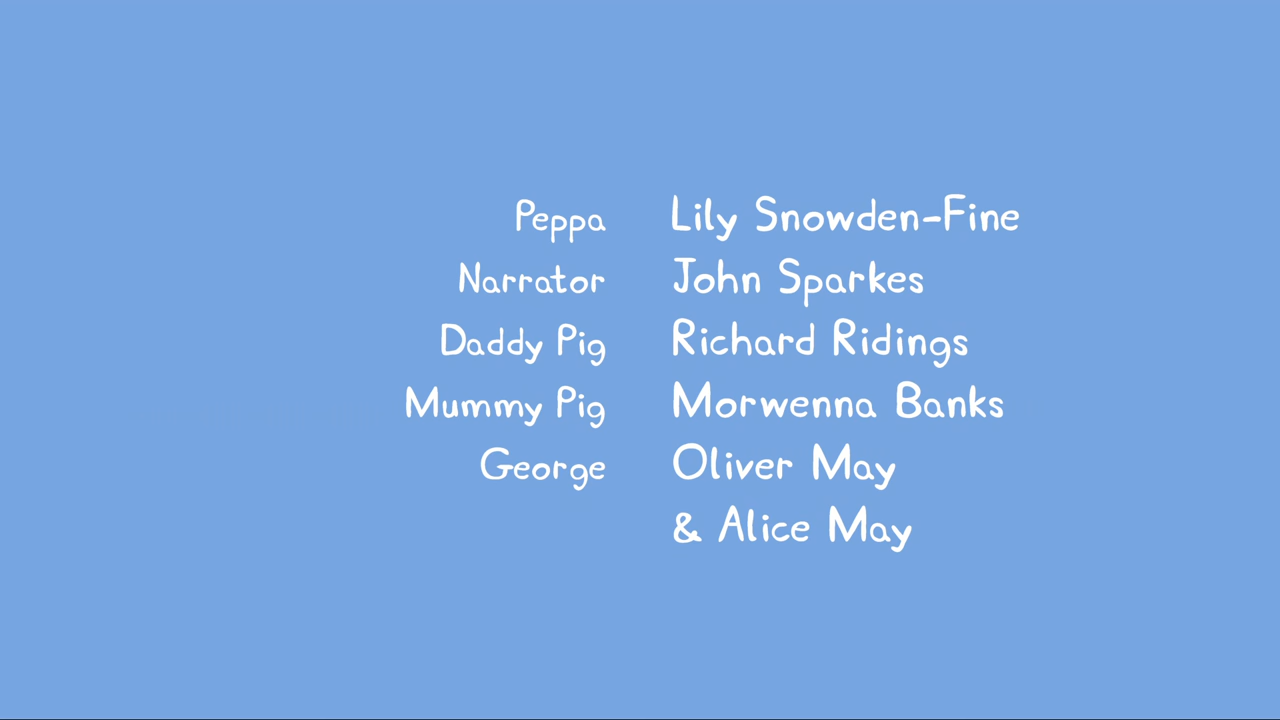 Peppa Lily Snowden-Fine
Narrator John Sparkes
Daddy Pig Richard Ridings
Mummy Pig Morwenna Banks
George Oliver May
& Alice May